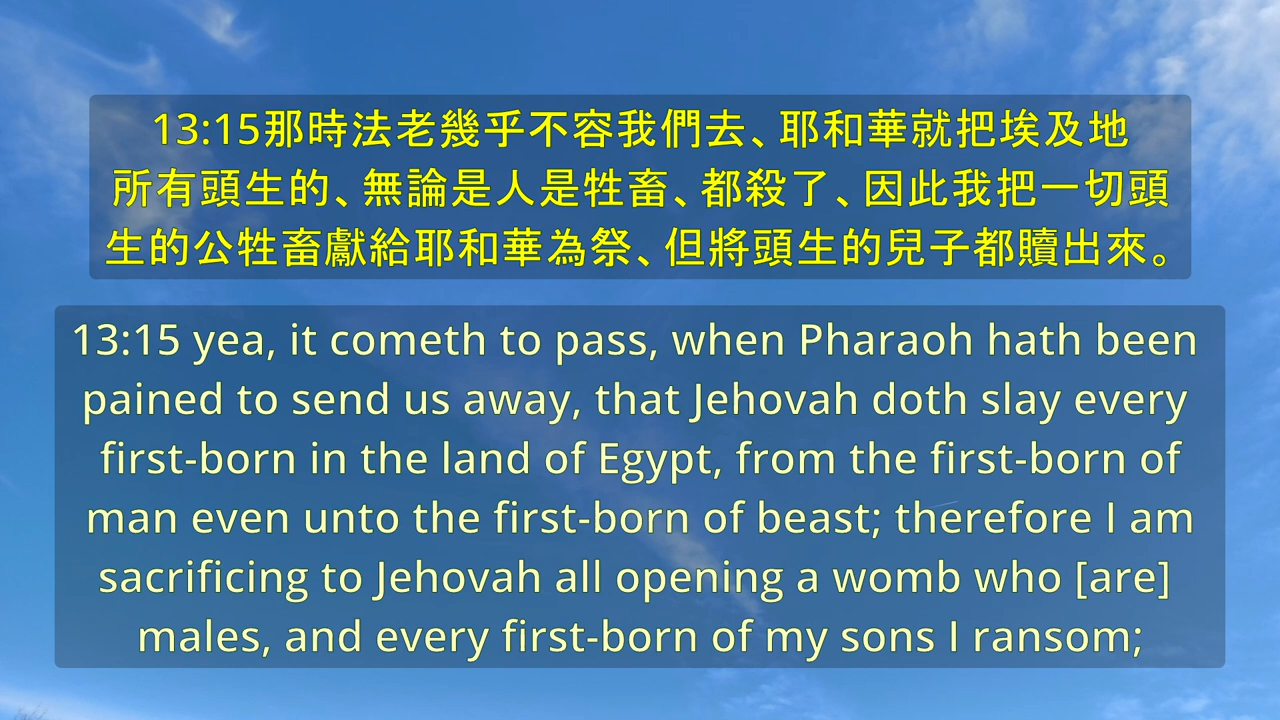 13:15那時法老幾乎不容我們去、耶和華就把埃及地
所有頭生的、無論是人是牲畜、都殺了、因此我把一切頭
生的公牲畜獻給耶和華為祭、但將頭生的兒子都贖出來。
13:15 yea, it cometh to pass, when Pharaoh hath been
pained to send us away, that Jehovah doth slay every
first-born in the land of Egypt, from the first-born of
man even unto the first-born of beast; therefore I am
sacrificing to Jehovah all opening a womb who [are]
males, and every first-born of my sons I ransom;